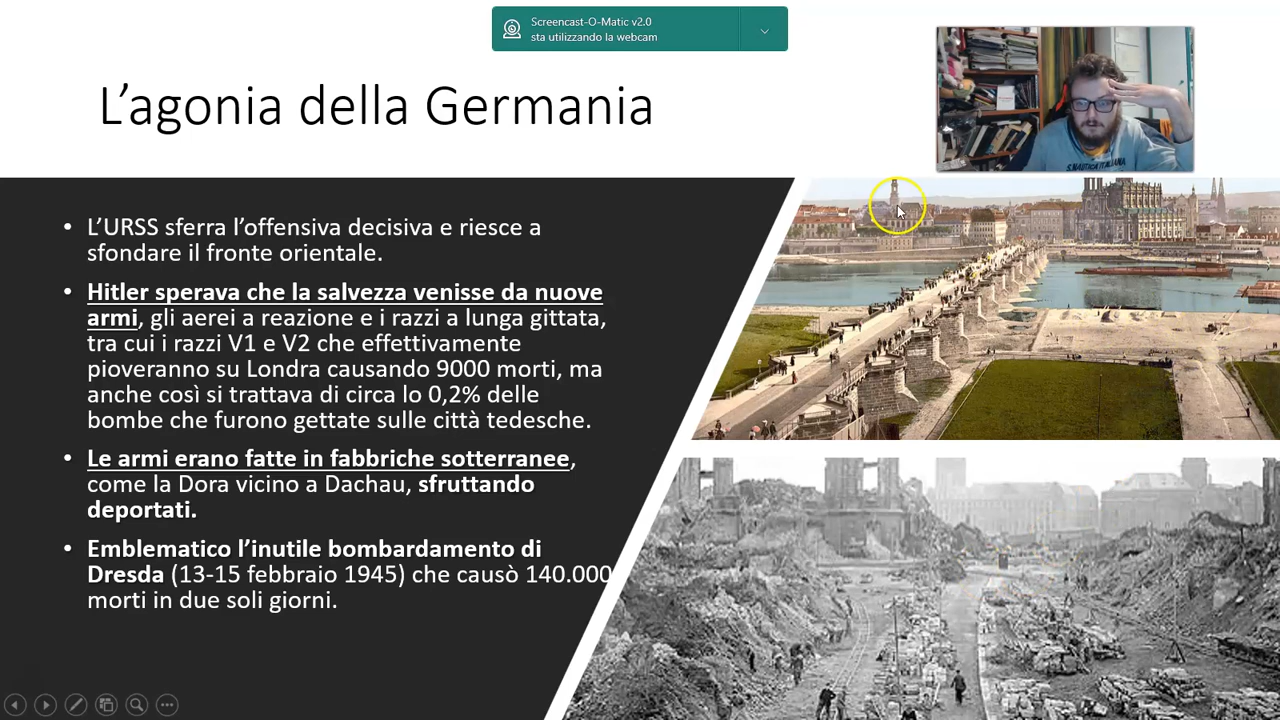 Screencast-O-Matic v2.0
sta utilizzando la webcam
L’agonia della Germania
S.NAUTICA ITALIANA
• L’URSS sferra l’offensiva decisiva e riesce a
sfondare il fronte orientale.
• Hitler sperava che la salvezza venisse da nuove
armi, gli aerei a reazione e i razzi a lunga gittata,
tra cui i razzi V1 e V2 che effettivamente
pioveranno su Londra causando 9000 morti, ma
anche così si trattava di circa lo 0,2% delle
bombe che furono gettate sulle città tedesche.
• Le armi erano fatte in fabbriche sotterranee,
come la Dora vicino a Dachau, sfruttando
deportati.
• Emblematico l’inutile bombardamento di
Dresda (13-15 febbraio 1945) che causò 140.000
morti in due soli giorni.